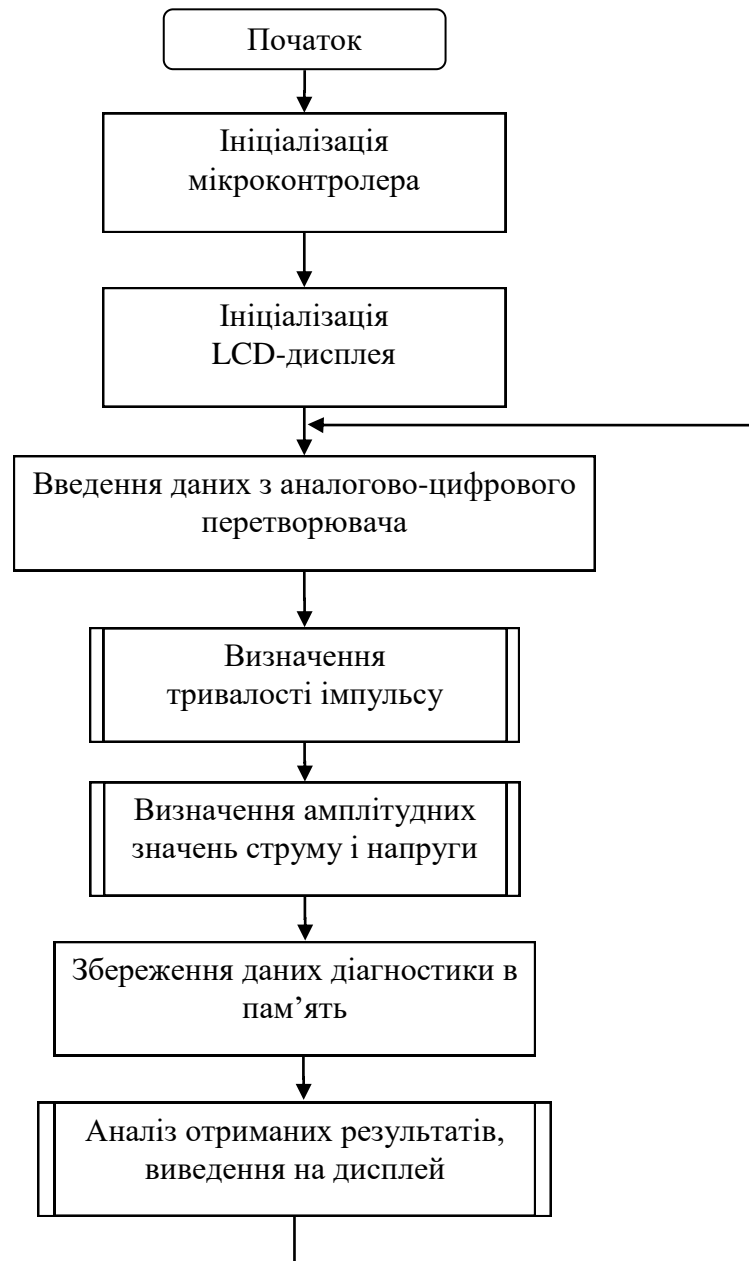 Початок
Ініціалізація
мікроконтролера
Ініціалізація
LCD-дисплея
Введення даних з аналогово-цифрового
перетворювача
Визначення
тривалості імпульсу
Визначення амплітудних
значень струму і напруги
Збереження даних діагностики в
пам’ять
Аналіз отриманих результатів,
виведення на дисплей